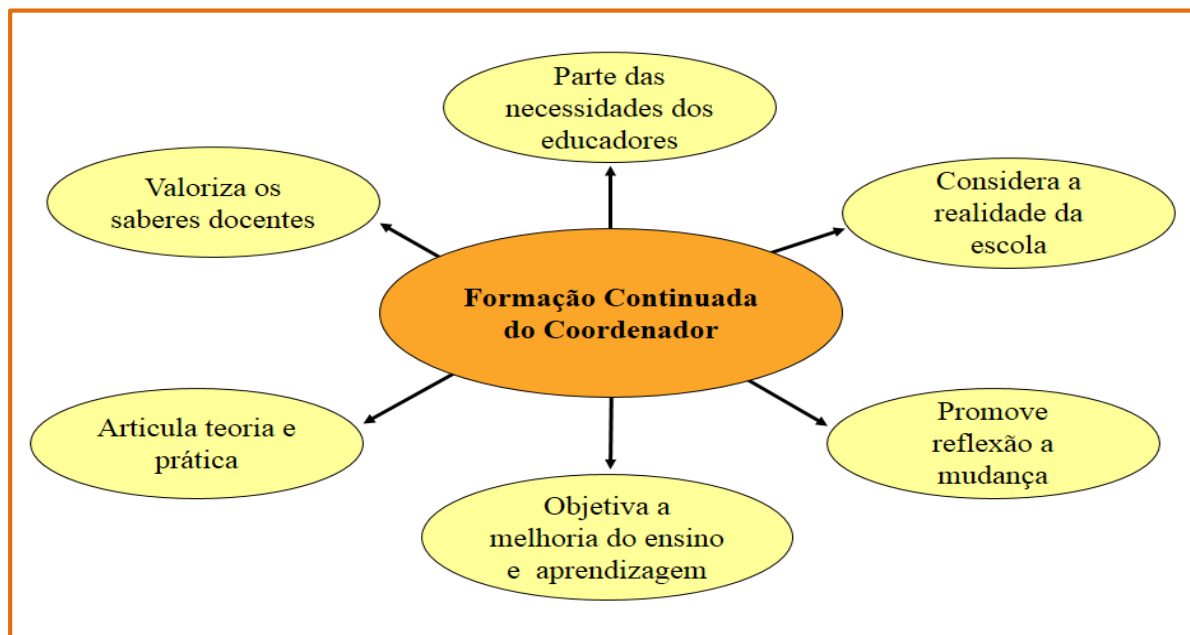 Parte das
necessidades dos
educadores
Valoriza os
saberes docentes
Considera a
realidade da
escola
Formação Continuada
do Coordenador
Articula teoria e
prática
Promove
reflexão a
mudança
Objetiva a
melhoria do ensino
e aprendizagem